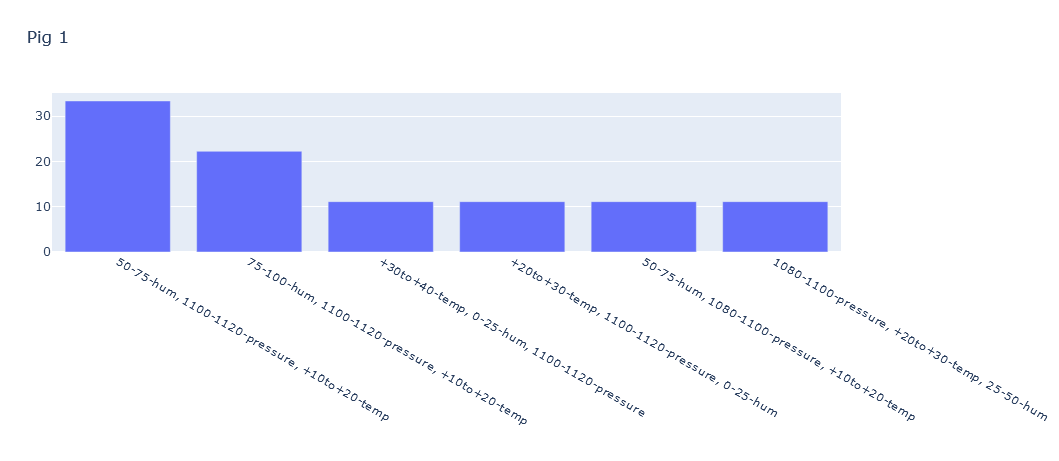 Pig 1
30
20
10
0
50-75-hum, 1100-1120-pressure, +10to+20-temp
75-100-hum, 1100-1120-pressure, +10to+20-temp
+30to+40-temp, 0-25-hum, 1100-1120-pressure
+20to+30-temp, 1100-1120-pressure, 0-25-hum
50-75-hum, 1080-1100-pressure, +10to+20-temp
1080-1100-pressure, +20to+30-temp, 25-50-hum